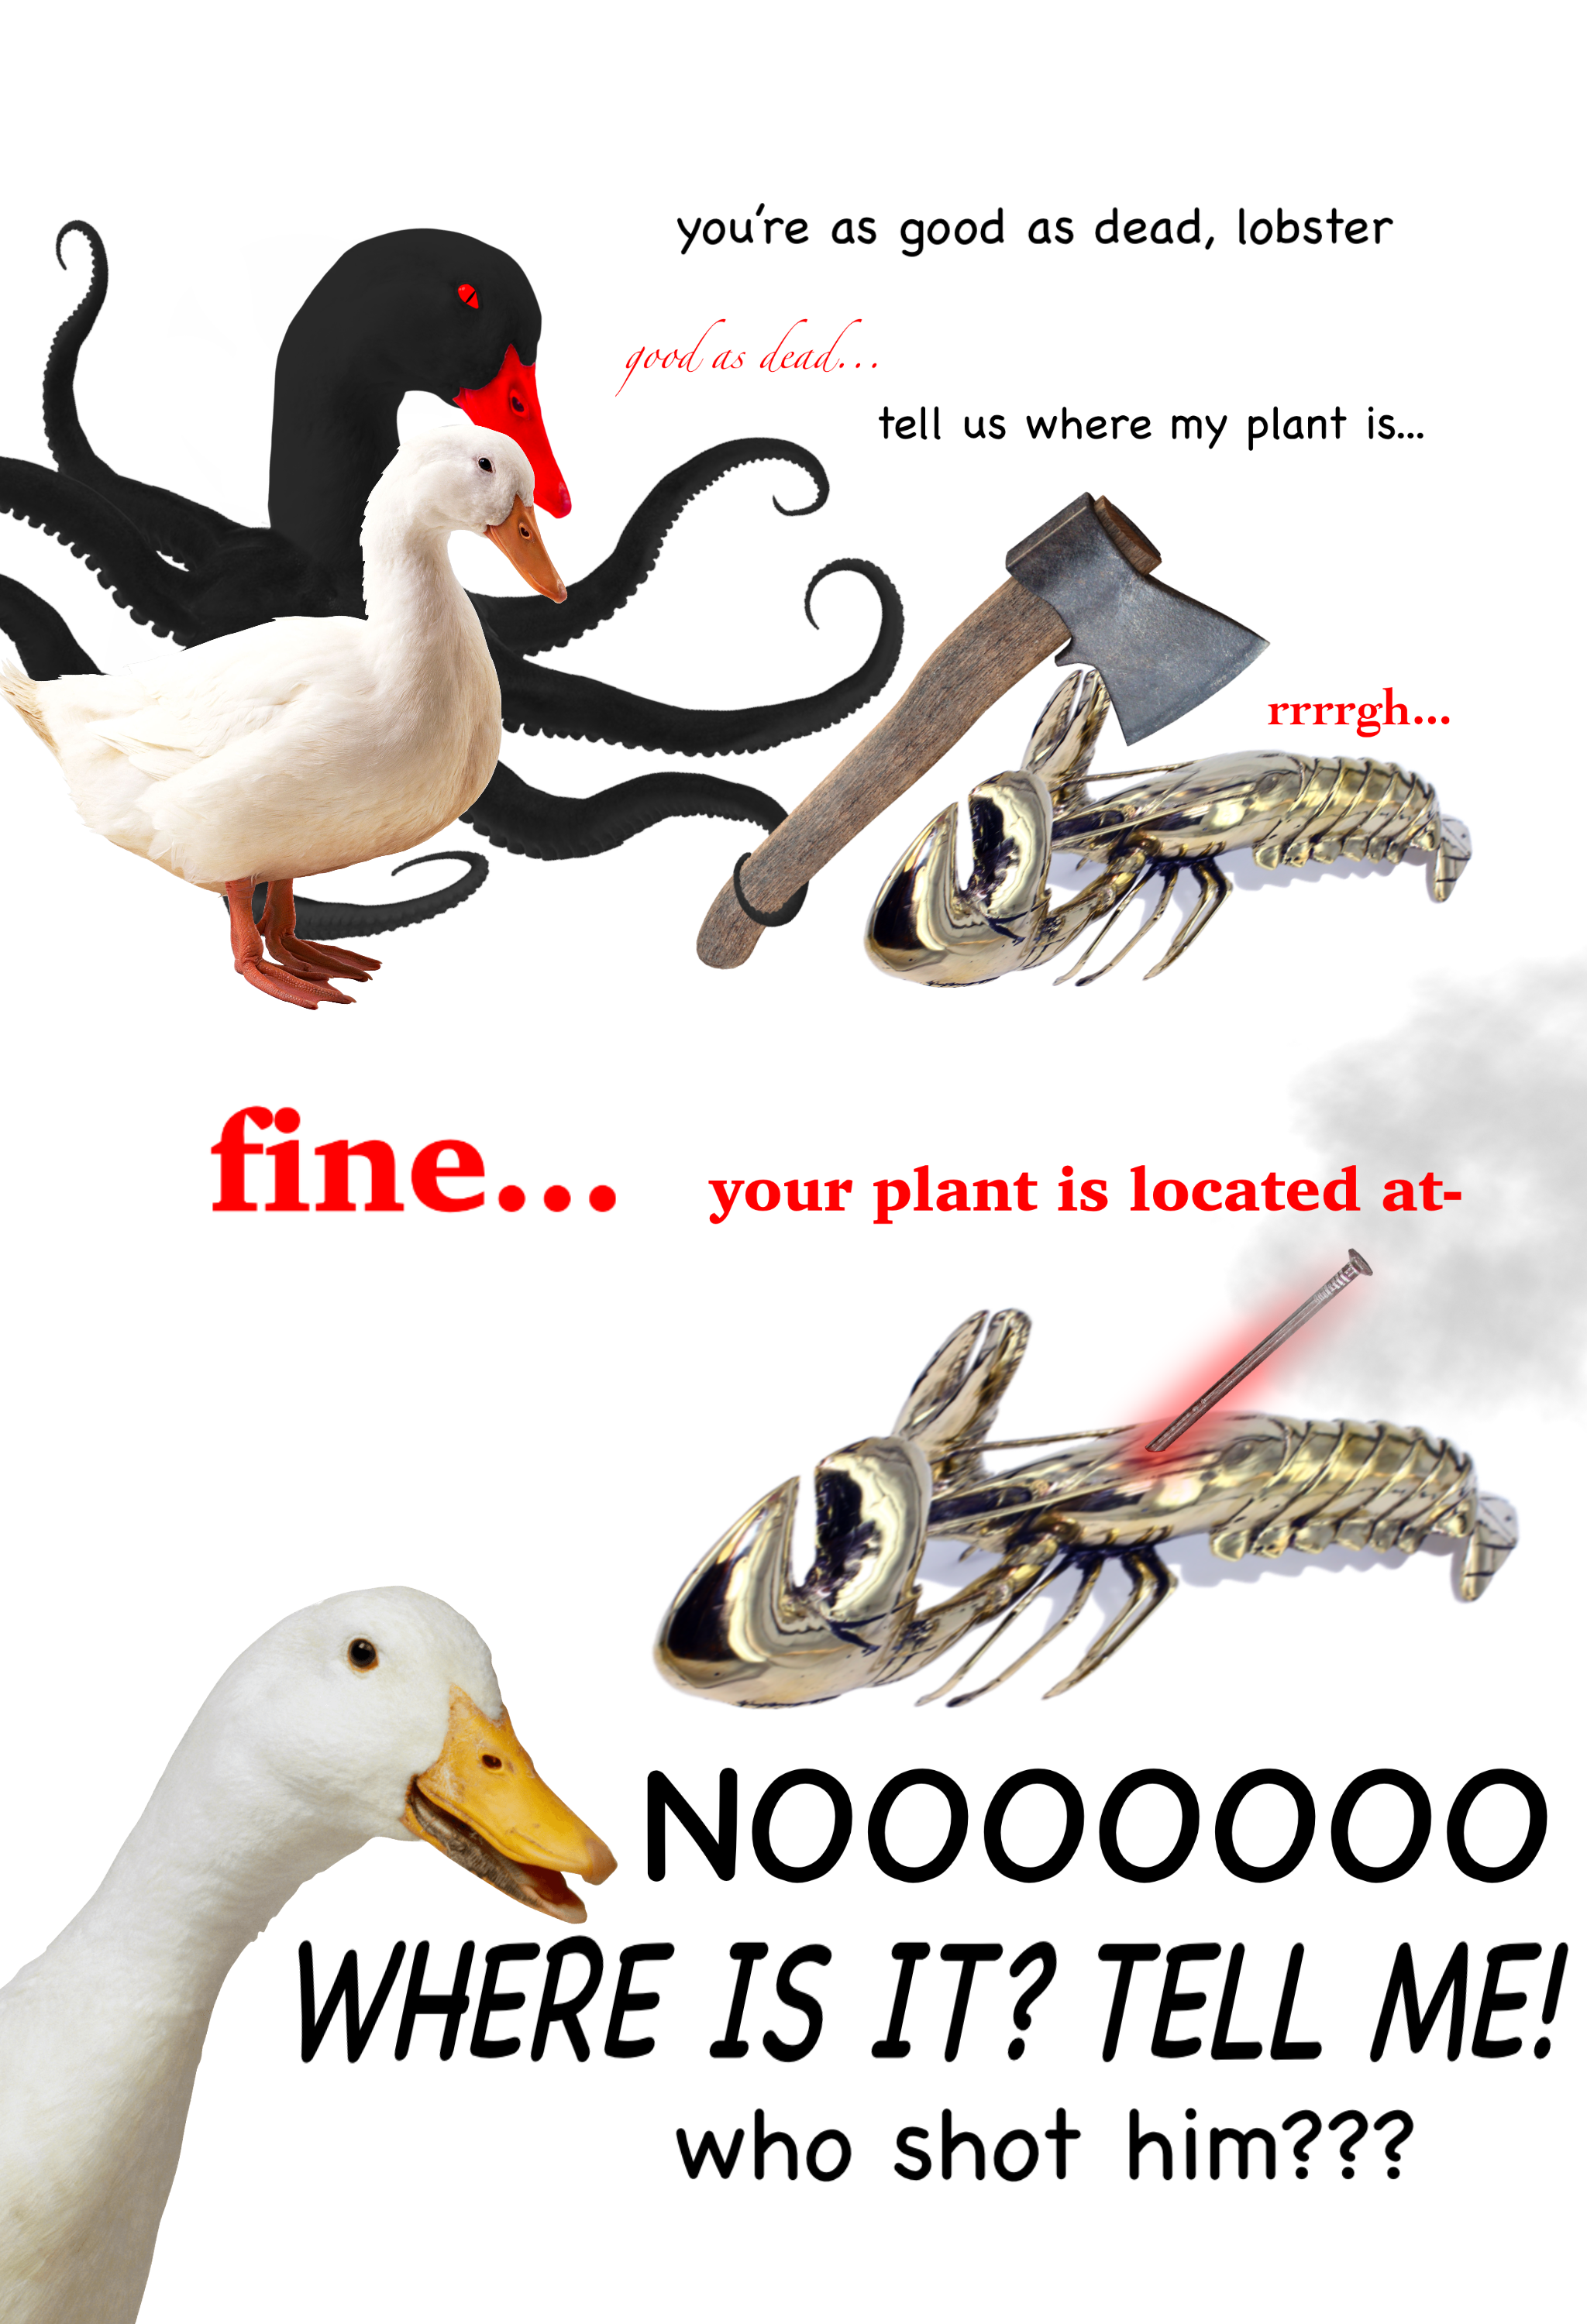 you're as good as dead, lobster
good as dead...
tell us where my plant is...
rrrrgh...
fine... your plant is located at-
NOOOOOOO
WHERE IS IT? TELL ME!
who shot him???